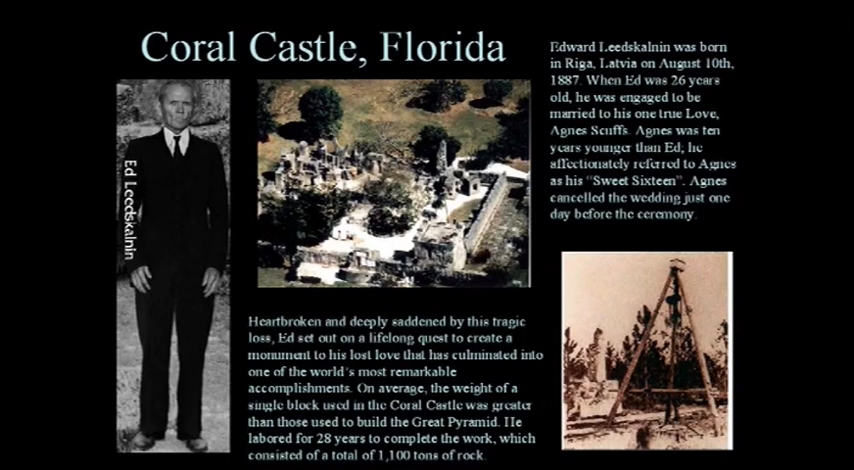 Coral Castle, Florida
Ed Leedskalnin
Edward Leedskalnin was born
in Riga, Latvia on August 10th,
1887. When Ed was 26 years
old, he was engaged to be
married to his one true Love,
Agnes Scuffs. Agnes was ten
years younger than Ed; he
affectionately referred to Agnes
as his "Sweet Sixteen". Agnes
cancelled the wedding just one
day before the ceremony.
Heartbroken and deeply saddened by this tragic
loss, Ed set out on a lifelong quest to create a
monument to his lost love that has culminated into
one of the world's most remarkable
accomplishments. On average, the weight of a
single block used in the Coral Castle was greater
than those used to build the Great Pyramid. He
labored for 28 years to complete the work, which
consisted of a total of 1,100 tons of rock.